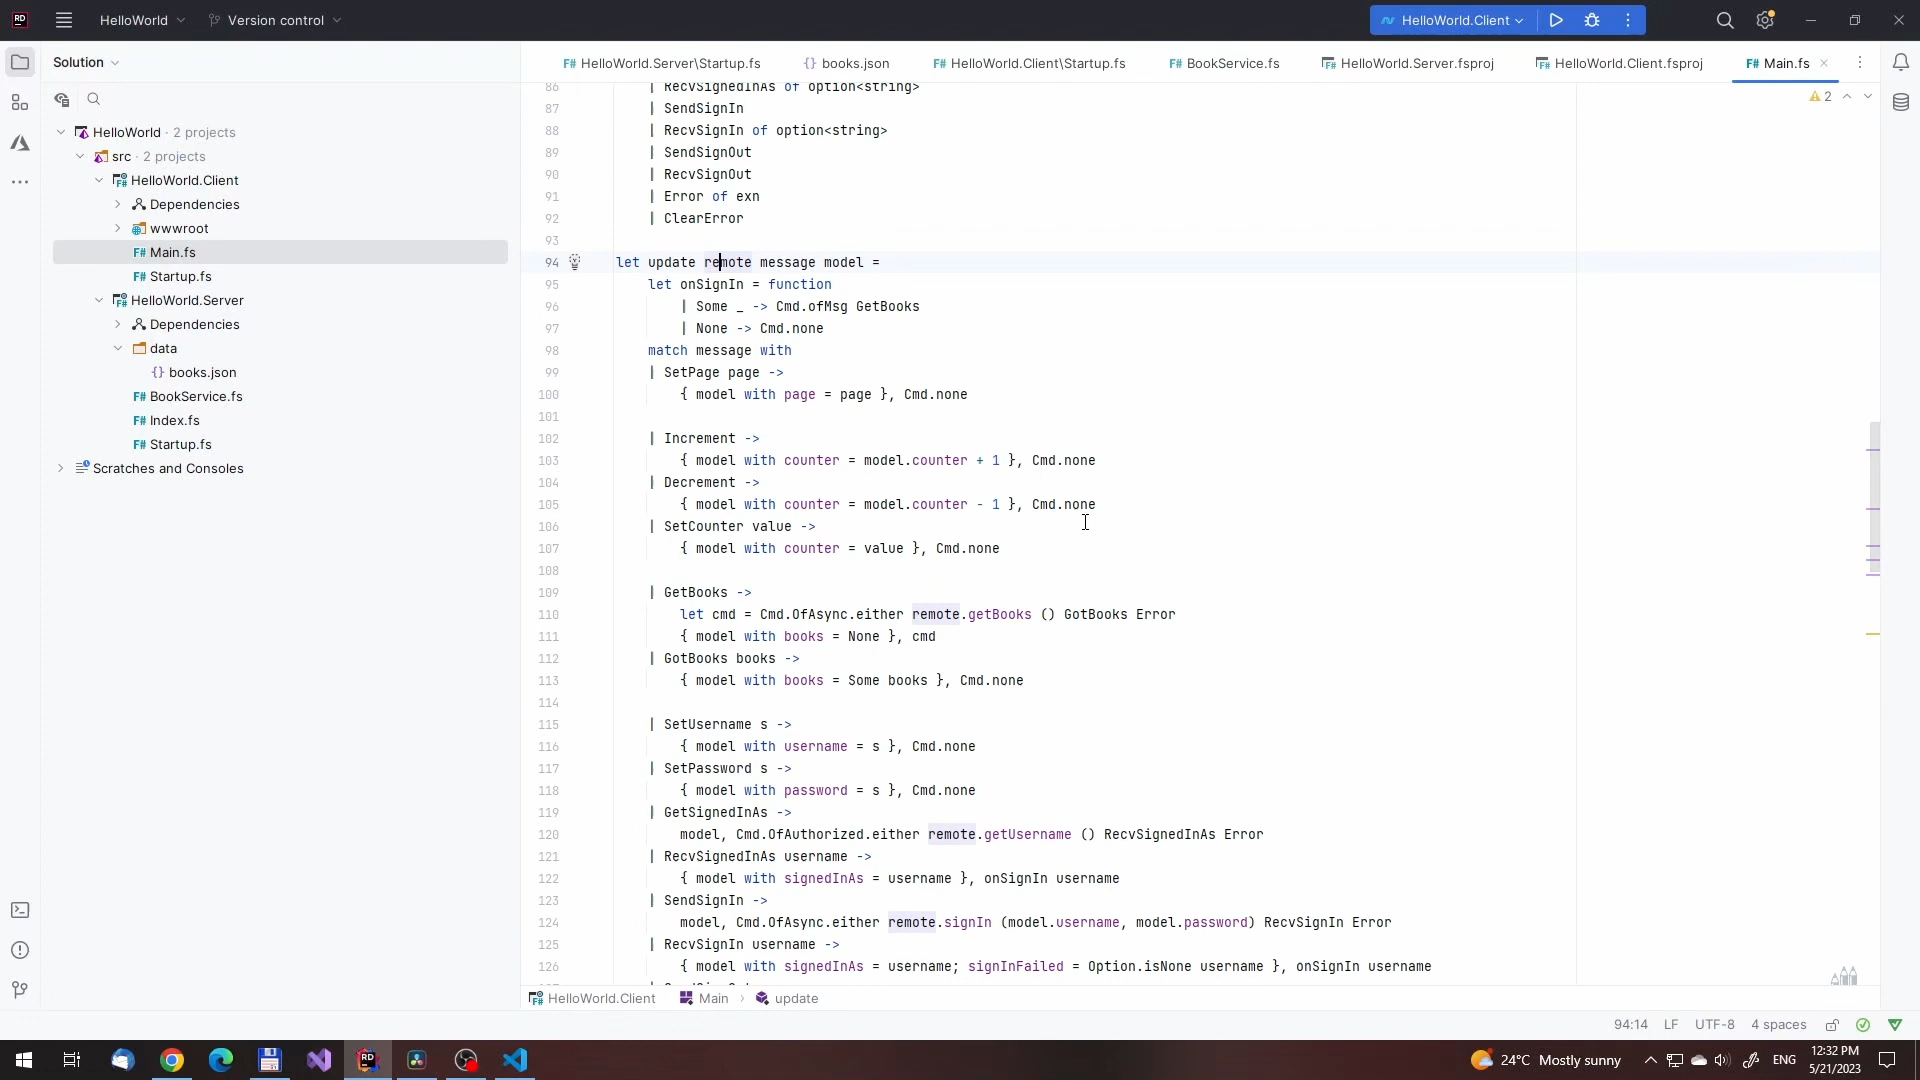 RD
HelloWorld
Version control
HelloWorld.Client
Solution
F# HelloWorld.Server\Startup.fs
{} books.json
F# HelloWorld.Client\Startup.fs
F# BookService.fs
HelloWorld.Server.fsproj
HelloWorld.Client.fsproj
F# Main.fs
2
HelloWorld · 2 projects
src · 2 projects
HelloWorld.Client
Dependencies
wwwroot
F# Main.fs
F# Startup.fs
HelloWorld.Server
Dependencies
data
{} books.json
F# BookService.fs
F# Index.fs
F# Startup.fs
Scratches and Consoles
86 | RecvSignedInAs of option<string>
87 | SendSignIn
88 | RecvSignIn of option<string>
89 | SendSignOut
90 | RecvSignOut
91 | Error of exn
92 | ClearError
93
94 let update remote message model =
95 let onSignIn = function
96 | Some _ -> Cmd.ofMsg GetBooks
97 | None -> Cmd.none
98 match message with
99 | SetPage page ->
100 { model with page = page }, Cmd.none
101
102 | Increment ->
103 { model with counter = model.counter + 1 }, Cmd.none
104 | Decrement ->
105 { model with counter = model.counter - 1 }, Cmd.none
106 | SetCounter value ->
107 { model with counter = value }, Cmd.none
108
109 | GetBooks ->
110 let cmd = Cmd.OfAsync.either remote.getBooks () GotBooks Error
111 { model with books = None }, cmd
112 | GotBooks books ->
113 { model with books = Some books }, Cmd.none
114
115 | SetUsername s ->
116 { model with username = s }, Cmd.none
117 | SetPassword s ->
118 { model with password = s }, Cmd.none
119 | GetSignedInAs ->
120 model, Cmd.OfAuthorized.either remote.getUsername () RecvSignedInAs Error
121 | RecvSignedInAs username ->
122 { model with signedInAs = username }, onSignIn username
123 | SendSignIn ->
124 model, Cmd.OfAsync.either remote.signIn (model.username, model.password) RecvSignIn Error
125 | RecvSignIn username ->
126 { model with signedInAs = username; signInFailed = Option.isNone username }, onSignIn username
HelloWorld.Client
Main
update
94:14
LF
UTF-8
4 spaces
RD
24°C Mostly sunny
ENG
12:32 PM
5/21/2023